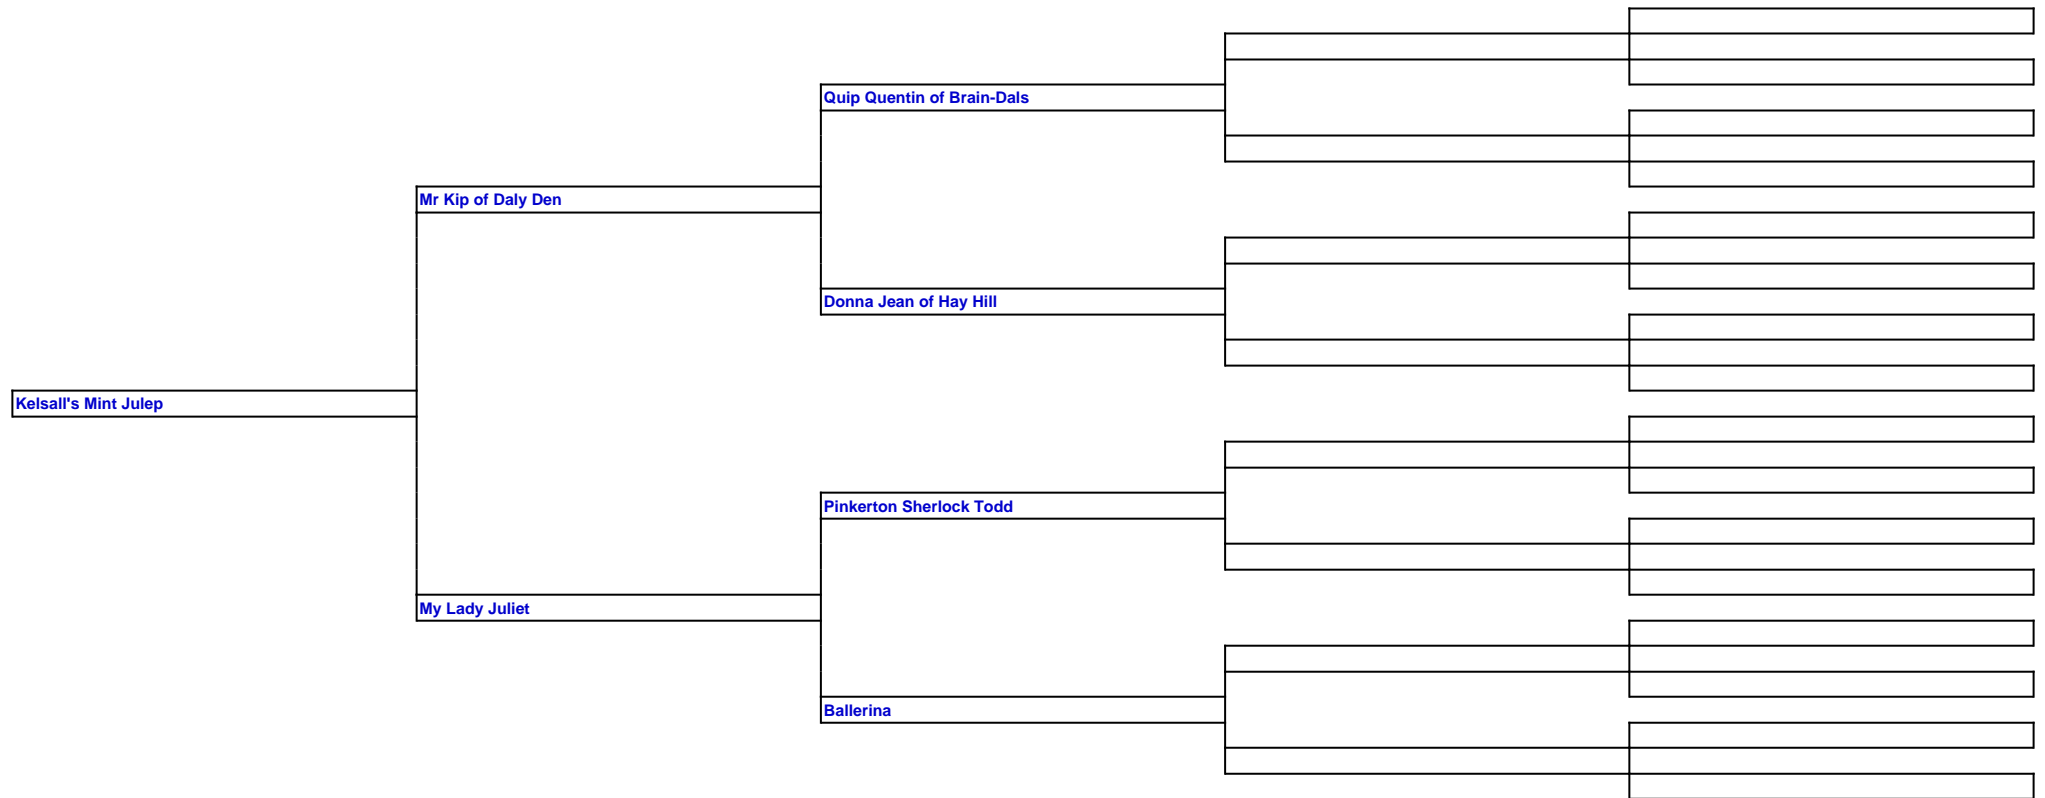 Quip Quentin of Brain-Dals
Mr Kip of Daly Den
Donna Jean of Hay Hill
Kelsall's Mint Julep
Pinkerton Sherlock Todd
My Lady Juliet
Ballerina